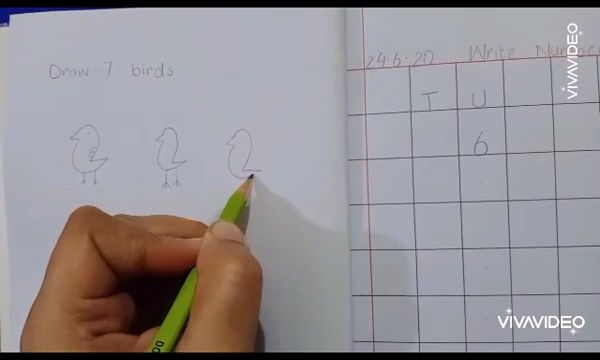 Draw 7 birds
24.6.20 Write Number
T U
6
VIVAVIDEO
VIVAVIDEO